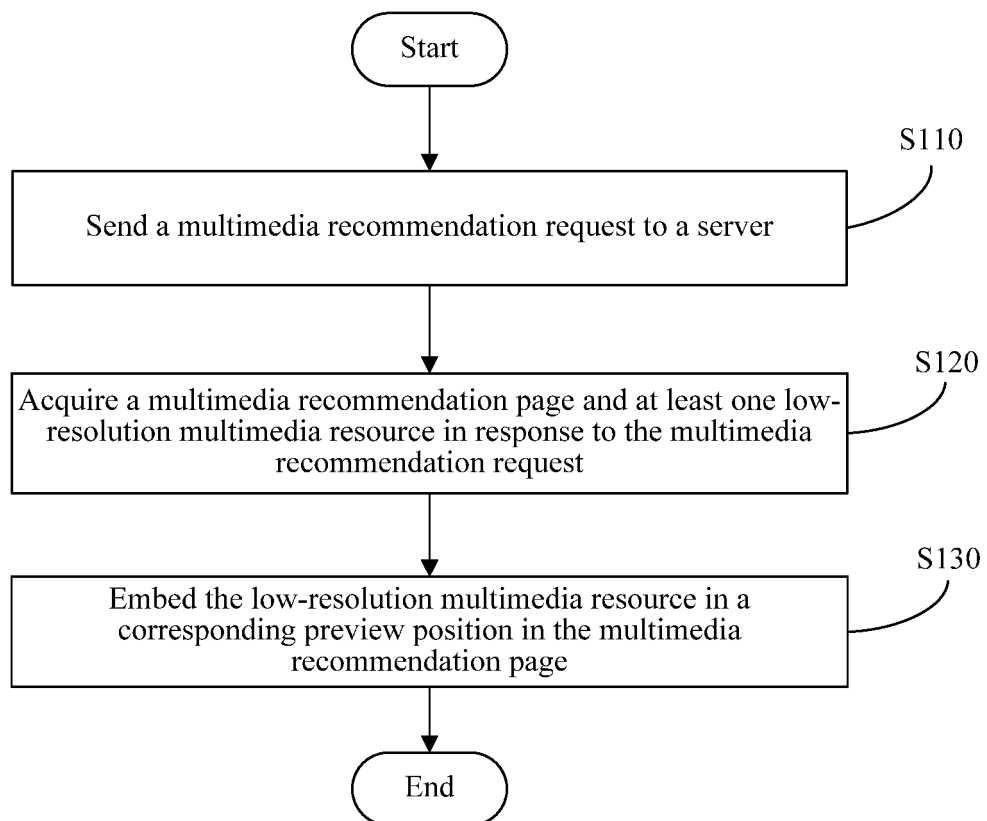 Start
S110
Send a multimedia recommendation request to a server
S120
Acquire a multimedia recommendation page and at least one low-
resolution multimedia resource in response to the multimedia
recommendation request
S130
Embed the low-resolution multimedia resource in a
corresponding preview position in the multimedia
recommendation page
End